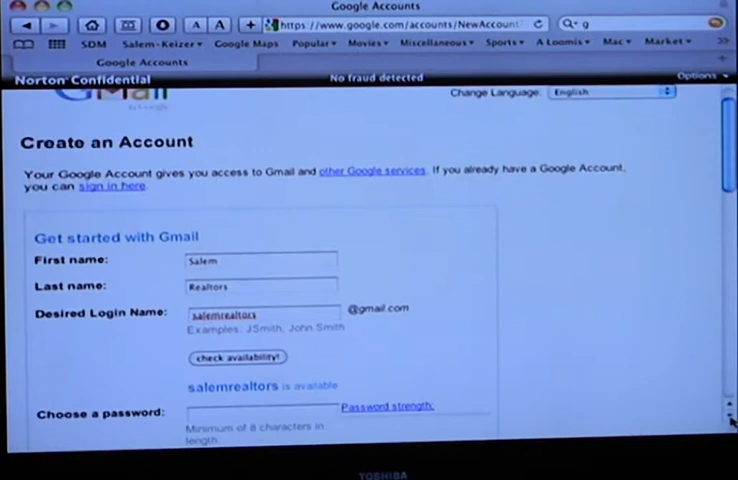 Google Accounts
A A + https://www.google.com/accounts/NewAccount g
SDM Salem-Keizer Google Maps Popular Movies Miscellaneous Sports A Loomis Mac Market
Google Accounts
Norton Confidential No fraud detected Options
GMail Change Language: English
by Google
Create an Account
Your Google Account gives you access to Gmail and other Google services. If you already have a Google Account,
you can sign in here.
Get started with Gmail
First name: Salem
Last name: Realtors
Desired Login Name: salemrealtors @gmail.com
Examples: JSmith, John.Smith
check availability!
salemrealtors is available
Choose a password: Password strength:
Minimum of 8 characters in
length.
TOSHIBA